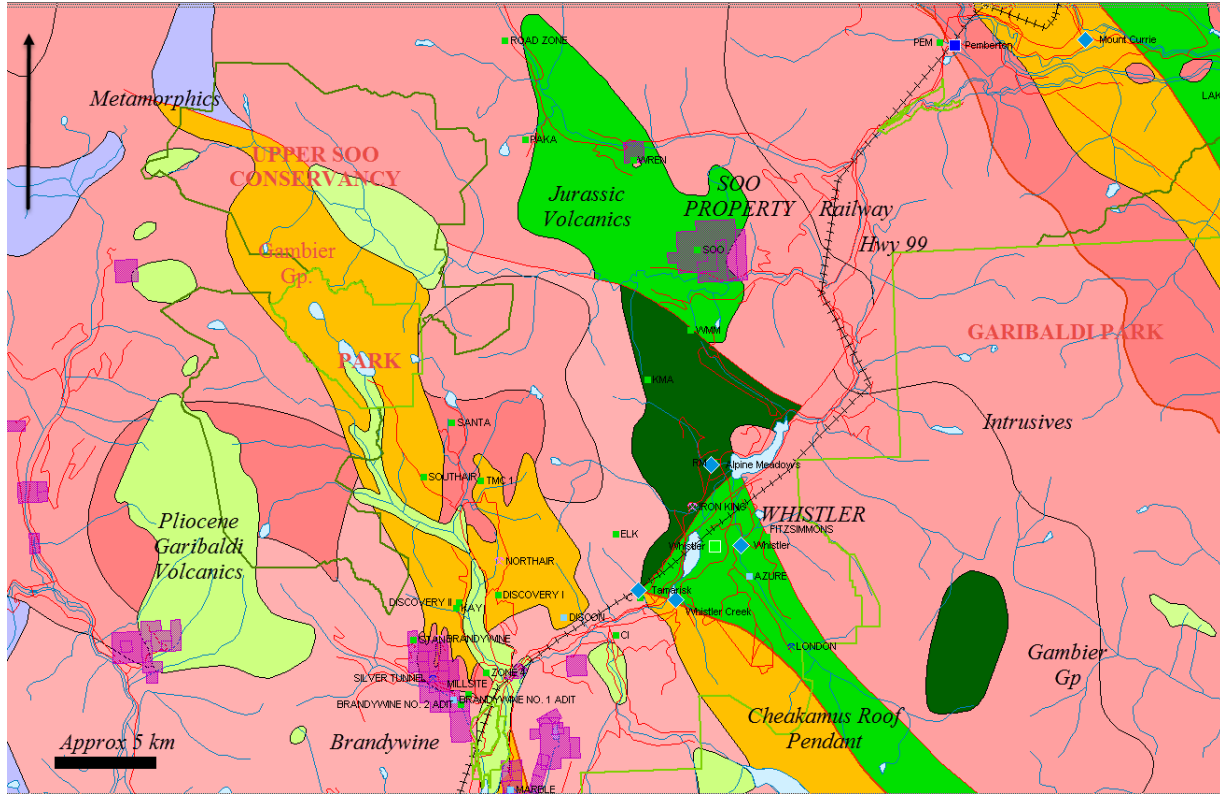 ROAD ZONE
PEM
Pemberton
Mount Currie
LAK
Metamorphics
UPPER SOO
CONSERVANCY
PAKA
WREN
Jurassic
Volcanics
SOO
PROPERTY
Railway
Hwy 99
SOO
Gambier
Gp.
WMM
GARIBALDI PARK
PARK
KMA
SANTA
Intrusives
SOUTHAIR
TMC 1
Alpine Meadows
IRON KING
WHISTLER
FITZSIMMONS
Pliocene
Garibaldi
Volcanics
ELK
Whistler
Whistler
NORTHAIR
AZURE
DISCOVERY II
KAY I
DISCOVERY I
Tamarisk
Whistler Creek
DISCON
CI
BRANDYWINE
LONDON
Gambier
Gp
SILVER TUNNEL
ZONE 4
MILLSITE
BRANDYWINE NO. 2 ADIT
BRANDYWINE NO. 1 ADIT
Cheakamus Roof
Pendant
Approx 5 km
Brandywine
MARBLE